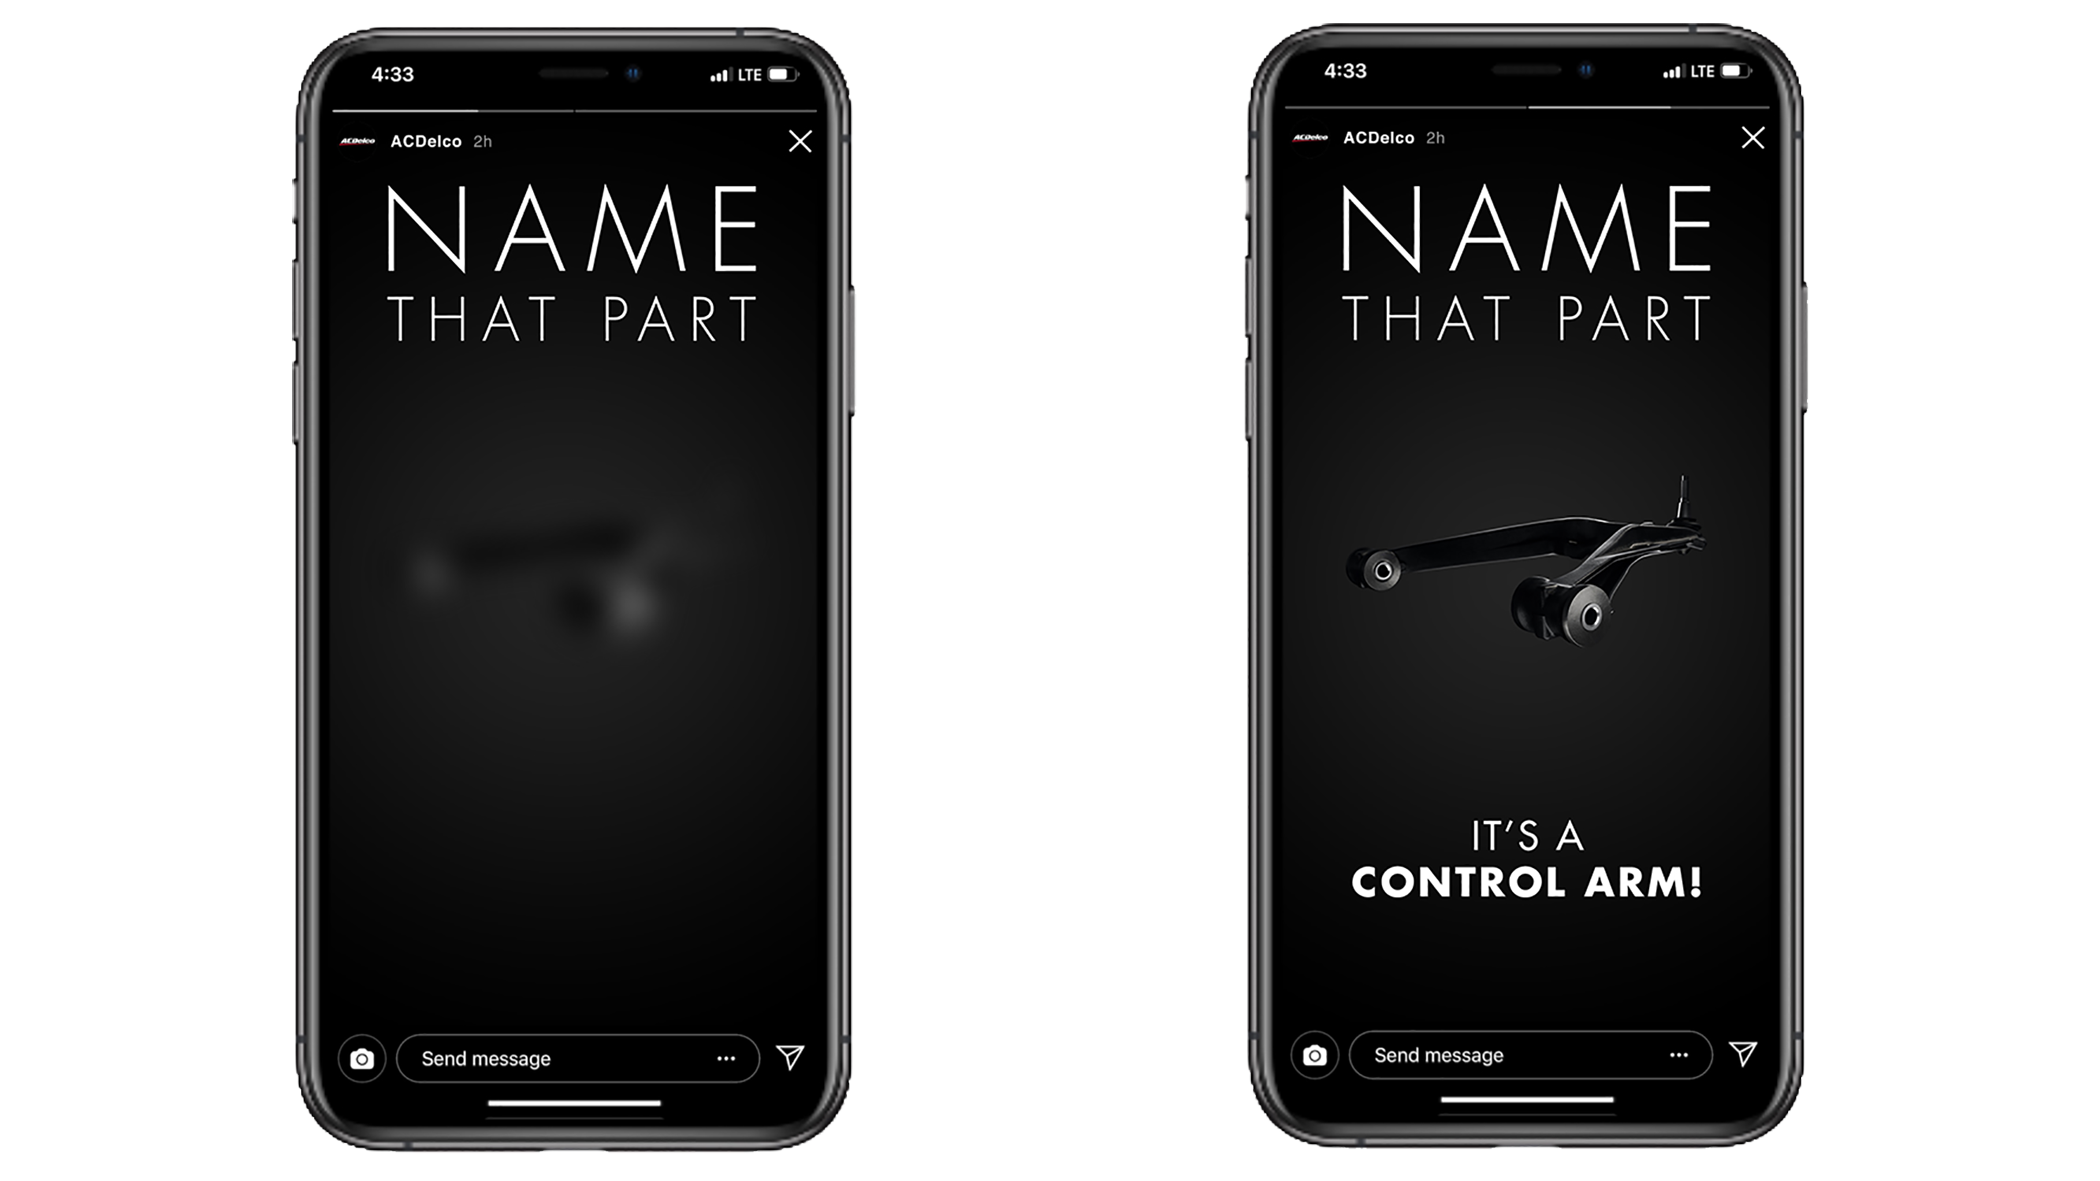 4:33
LTE
ACDelco
ACDelco 2h
NAME
THAT PART
Send message
4:33
LTE
ACDelco
ACDelco 2h
NAME
THAT PART
IT'S A
CONTROL ARM!
Send message